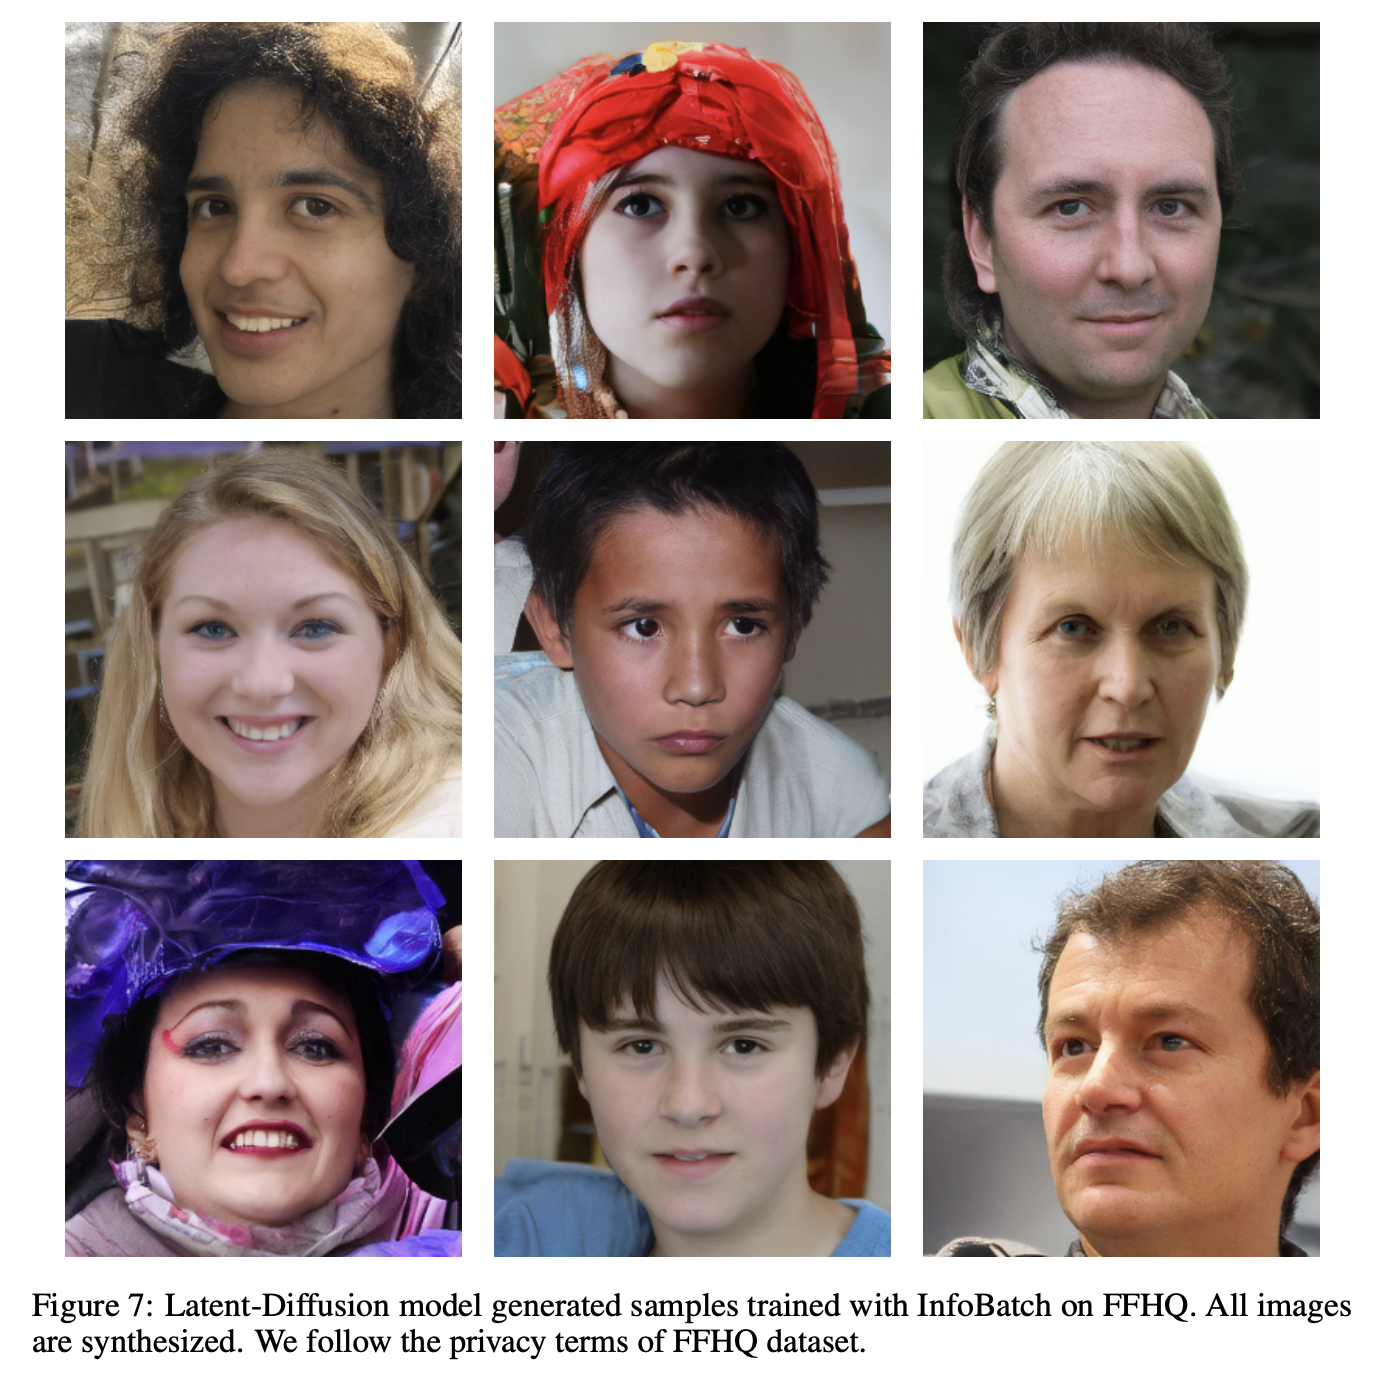 Figure 7: Latent-Diffusion model generated samples trained with InfoBatch on FFHQ. All images
are synthesized. We follow the privacy terms of FFHQ dataset.